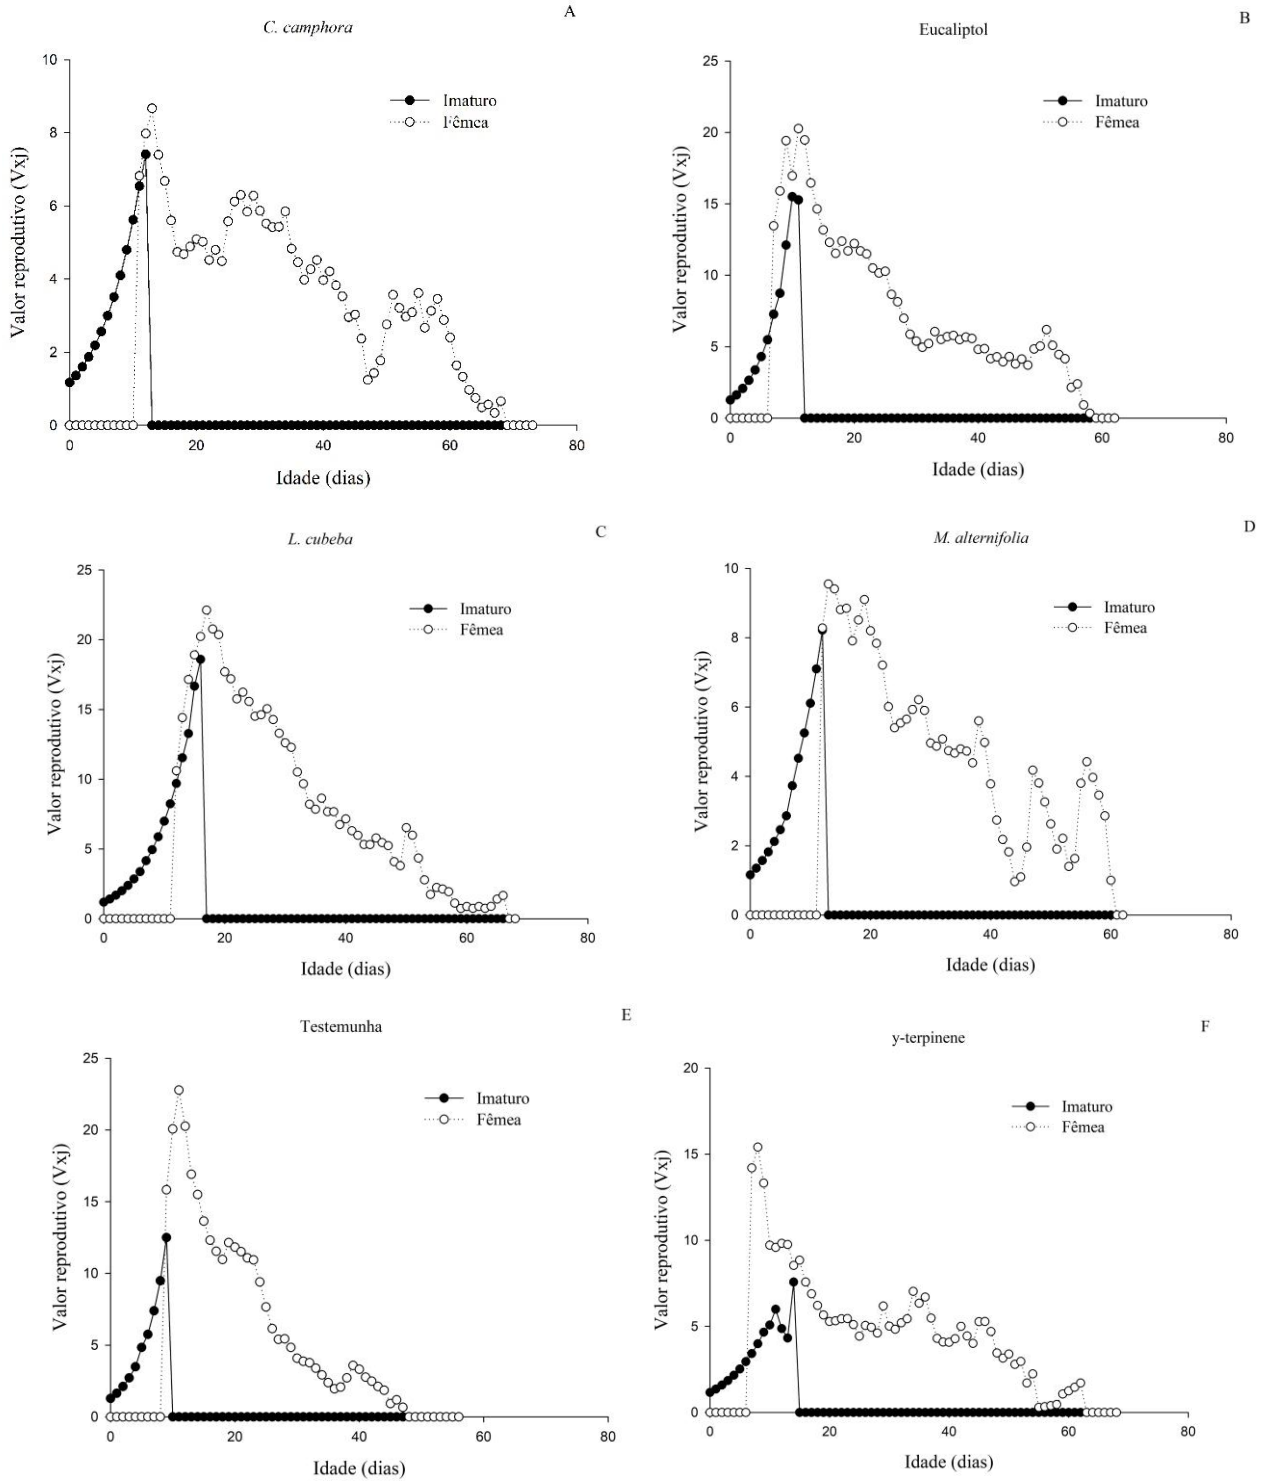 A
C. camphora
Valor reprodutivo (Vxj)
10
8
6
4
2
0
Imaturo
Fêmea
0 20 40 60 80
Idade (dias)
B
Eucaliptol
Valor reprodutivo (Vxj)
25
20
15
10
5
0
Imaturo
Fêmea
0 20 40 60 80
Idade (dias)
C
L. cubeba
Valor reprodutivo (Vxj)
25
20
15
10
5
0
Imaturo
Fêmea
0 20 40 60 80
Idade (dias)
D
M. alternifolia
Valor reprodutivo (Vxj)
10
8
6
4
2
0
Imaturo
Fêmea
0 20 40 60 80
Idade (dias)
E
Testemunha
Valor reprodutivo (Vxj)
25
20
15
10
5
0
Imaturo
Fêmea
0 20 40 60 80
Idade (dias)
F
y-terpinene
Valor reprodutivo (Vxj)
20
15
10
5
0
Imaturo
Fêmea
0 20 40 60 80
Idade (dias)